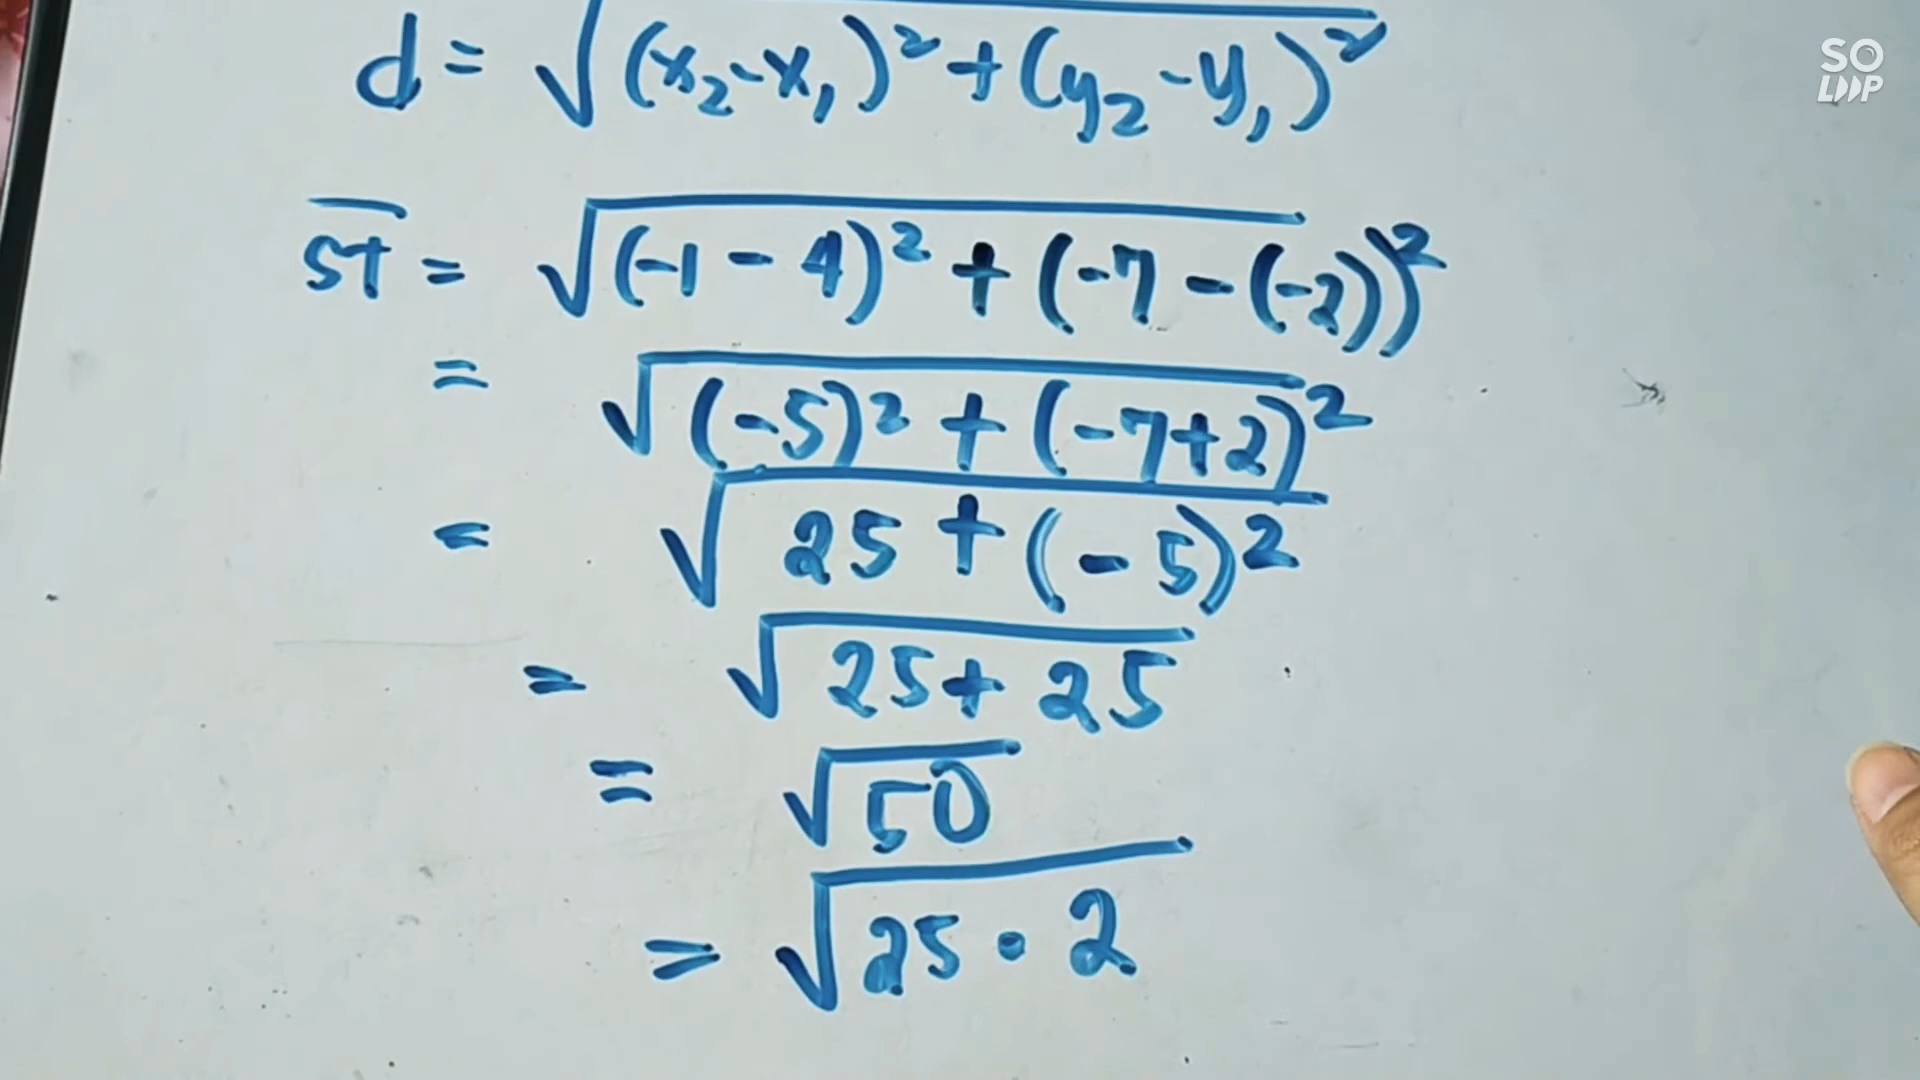 d = √(x₂-x₁)² + (y₂-y₁)²
ST = √(-1 - 4)² + (-7 - (-2))²
= √(-5)² + (-7+2)²
= √25 + (-5)²
= √25 + 25
= √50
= √25 · 2
SO
LOOP